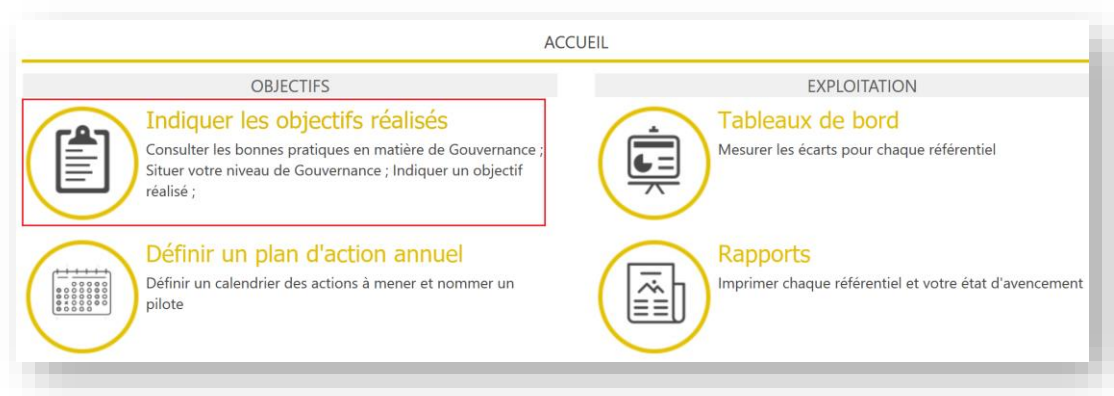 ACCUEIL
OBJECTIFS
Indiquer les objectifs réalisés
Consulter les bonnes pratiques en matière de Gouvernance ;
Situer votre niveau de Gouvernance ; Indiquer un objectif
réalisé ;
Définir un plan d'action annuel
Définir un calendrier des actions à mener et nommer un
pilote
EXPLOITATION
Tableaux de bord
Mesurer les écarts pour chaque référentiel
Rapports
Imprimer chaque référentiel et votre état d'avencement